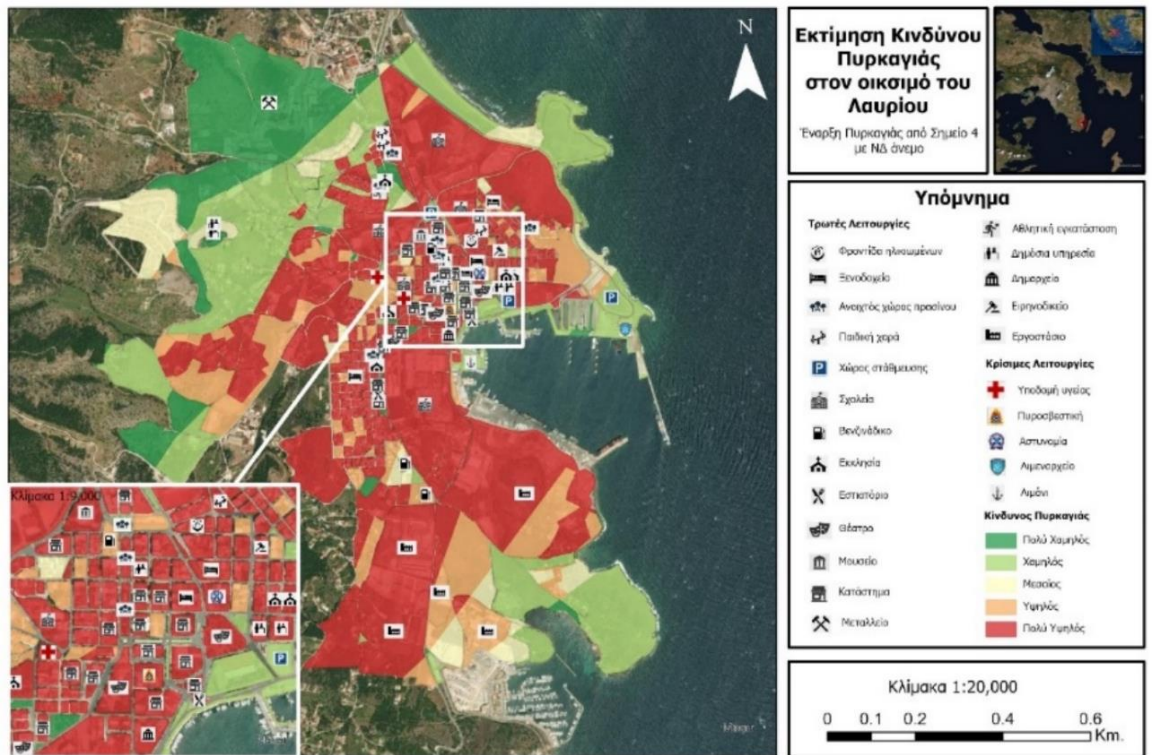 N
Εκτίμηση Κινδύνου
Πυρκαγιάς
στον οικσιμό του
Λαυρίου
Έναρξη Πυρκαγιάς από Σημείο 4
με ΝΔ άνεμο
Υπόμνημα
Τρωτές Λειτουργίες
Φροντίδα ηλικιωμένων
Ξενοδοχείο
Ανοιχτός χώρος πρασίνου
Παιδική χαρά
Χώρος στάθμευσης
Σχολεία
Βενζινάδικο
Εκκλησία
Εστιατόριο
Θέατρο
Μουσείο
Κατάστημα
Μεταλλείο
Αθλητική εγκατάσταση
Δημόσια υπηρεσία
Δημαρχείο
Ειρηνοδικείο
Εργοστάσιο
Κρίσιμες Λειτουργίες
Υποδομή υγείας
Πυροσβεστική
Αστυνομία
Λιμεναρχείο
Λιμάνι
Κίνδυνος Πυρκαγιάς
Πολύ Χαμηλός
Χαμηλός
Μεσαίος
Υψηλός
Πολύ Υψηλός
Κλίμακα 1:9,000
Κλίμακα 1:20,000
0 0.1 0.2 0.4 0.6
Km.